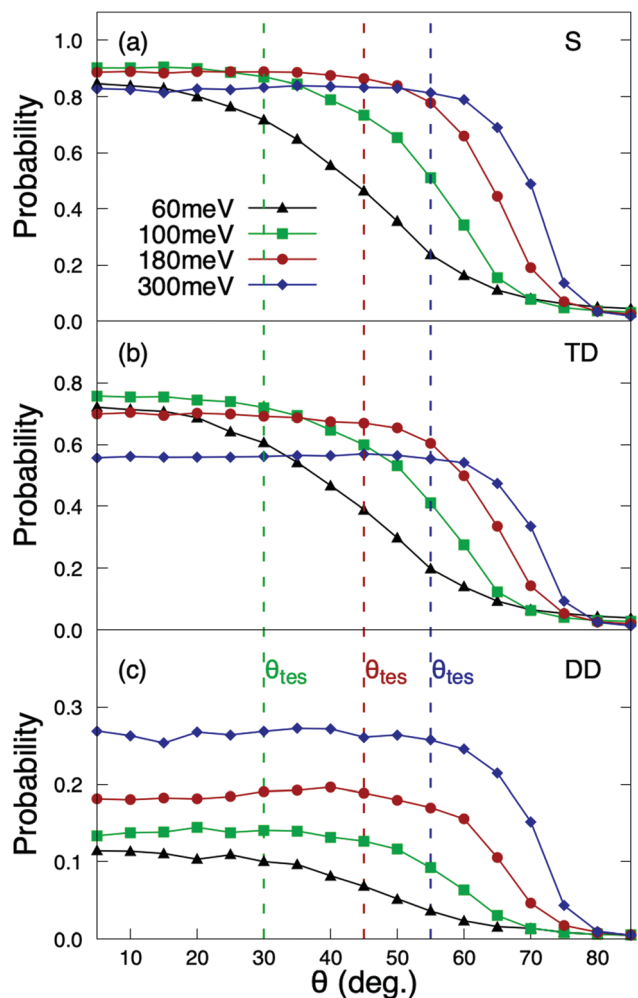 (a) S
1.0
0.8
0.6
0.4
0.2
0.0
Probability
60meV
100meV
180meV
300meV
(b) TD
0.8
0.6
0.4
0.2
0.0
Probability
(c) θtes θtes θtes DD
0.3
0.2
0.1
0.0
Probability
10 20 30 40 50 60 70 80
θ (deg.)